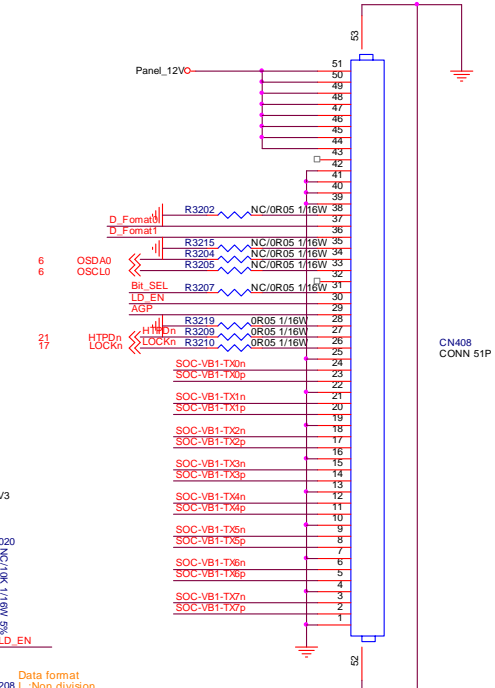 53
Panel_12V
51
50
49
48
47
46
45
44
43
42
41
40
39
R3202 NC/0R05 1/16W 38
D_Fomat0 37
D_Fomat1 36
R3215 NC/0R05 1/16W 35
6 OSDA0 R3204 NC/0R05 1/16W 34
6 OSCL0 R3205 NC/0R05 1/16W 33
32
Bit_SEL R3207 NC/0R05 1/16W 31
LD_EN 30
AGP 29
R3219 0R05 1/16W 28
21 HTPDn HTPDn R3209 0R05 1/16W 27
17 LOCKn LOCKn R3210 0R05 1/16W 26
25
CN408
CONN 51P
SOC-VB1-TX0n 24
SOC-VB1-TX0p 23
22
SOC-VB1-TX1n 21
SOC-VB1-TX1p 20
19
SOC-VB1-TX2n 18
SOC-VB1-TX2p 17
16
SOC-VB1-TX3n 15
SOC-VB1-TX3p 14
13
SOC-VB1-TX4n 12
SOC-VB1-TX4p 11
10
SOC-VB1-TX5n 9
SOC-VB1-TX5p 8
7
SOC-VB1-TX6n 6
SOC-VB1-TX6p 5
4
SOC-VB1-TX7n 3
SOC-VB1-TX7p 2
1
V3
020
NC/10K 1/16W 5%
LD_EN
52
Data format
208 L :Non division